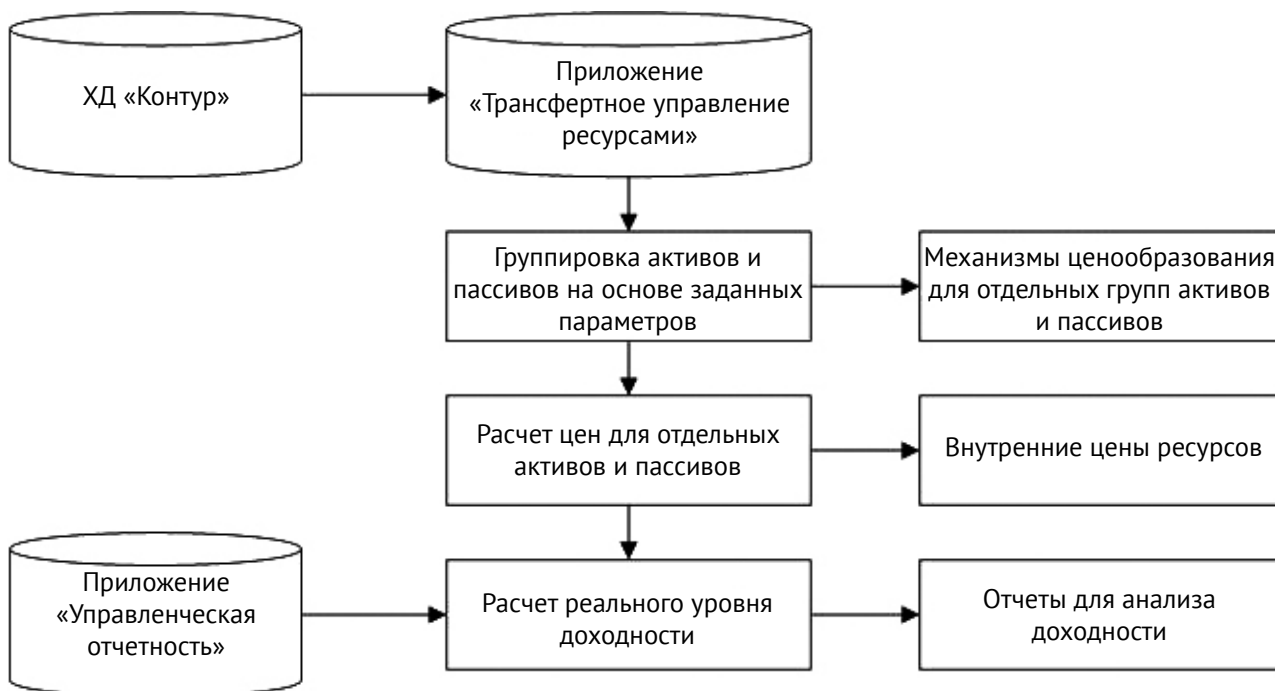 ХД «Контур»
Приложение
«Трансфертное управление
ресурсами»
Группировка активов и
пассивов на основе заданных
параметров
Механизмы ценообразования
для отдельных групп активов
и пассивов
Расчет цен для отдельных
активов и пассивов
Внутренние цены ресурсов
Приложение
«Управленческая
отчетность»
Расчет реального уровня
доходности
Отчеты для анализа
доходности